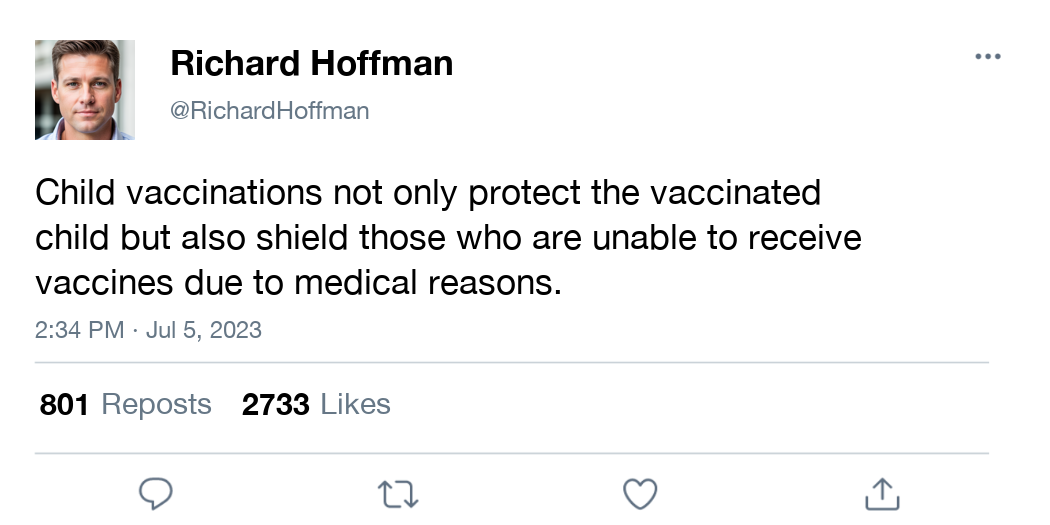 Richard Hoffman
@RichardHoffman
Child vaccinations not only protect the vaccinated
child but also shield those who are unable to receive
vaccines due to medical reasons.
2:34 PM · Jul 5, 2023
801 Reposts 2733 Likes